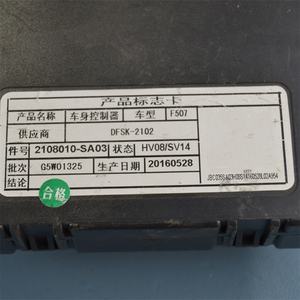 产品标志卡
产品名称 车身控制器 车型 F507
供应商 DFSK-2102
件号 2108010-SA03 状态 HV08/SV14
批次 G5W01325 生产日期 20160528
结论
合格